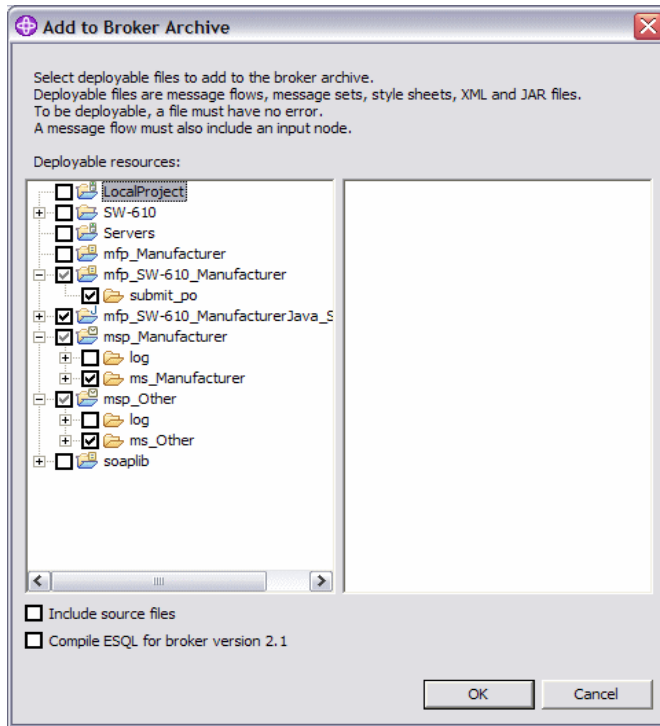 Add to Broker Archive
Select deployable files to add to the broker archive.
Deployable files are message flows, message sets, style sheets, XML and JAR files.
To be deployable, a file must have no error.
A message flow must also include an input node.
Deployable resources:
LocalProject
SW-610
Servers
mfp_Manufacturer
mfp_SW-610_Manufacturer
submit_po
mfp_SW-610_ManufacturerJava_S
msp_Manufacturer
log
ms_Manufacturer
msp_Other
log
ms_Other
soaplib
Include source files
Compile ESQL for broker version 2.1
OK Cancel